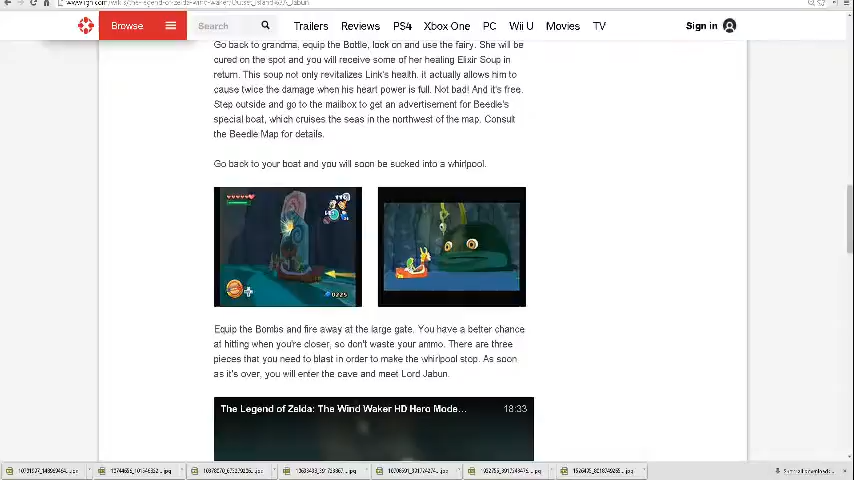 Browse
Search
Trailers Reviews PS4 Xbox One PC Wii U Movies TV
Sign in
Go back to grandma, equip the Bottle, look on and use the fairy. She will be
cured on the spot and you will receive some of her healing Elixir Soup in
return. This soup not only revitalizes Link's health, it actually allows him to
cause twice the damage when his heart power is full. Not bad! And it's free.
Step outside and go to the mailbox to get an advertisement for Beedle's
special boat, which cruises the seas in the northwest of the map. Consult
the Beedle Map for details.
Go back to your boat and you will soon be sucked into a whirlpool.
0225
Equip the Bombs and fire away at the large gate. You have a better chance
at hitting when you're closer, so don't waste your ammo. There are three
pieces that you need to blast in order to make the whirlpool stop. As soon
as it's over, you will enter the cave and meet Lord Jabun.
The Legend of Zelda: The Wind Waker HD Hero Mode... 18:33